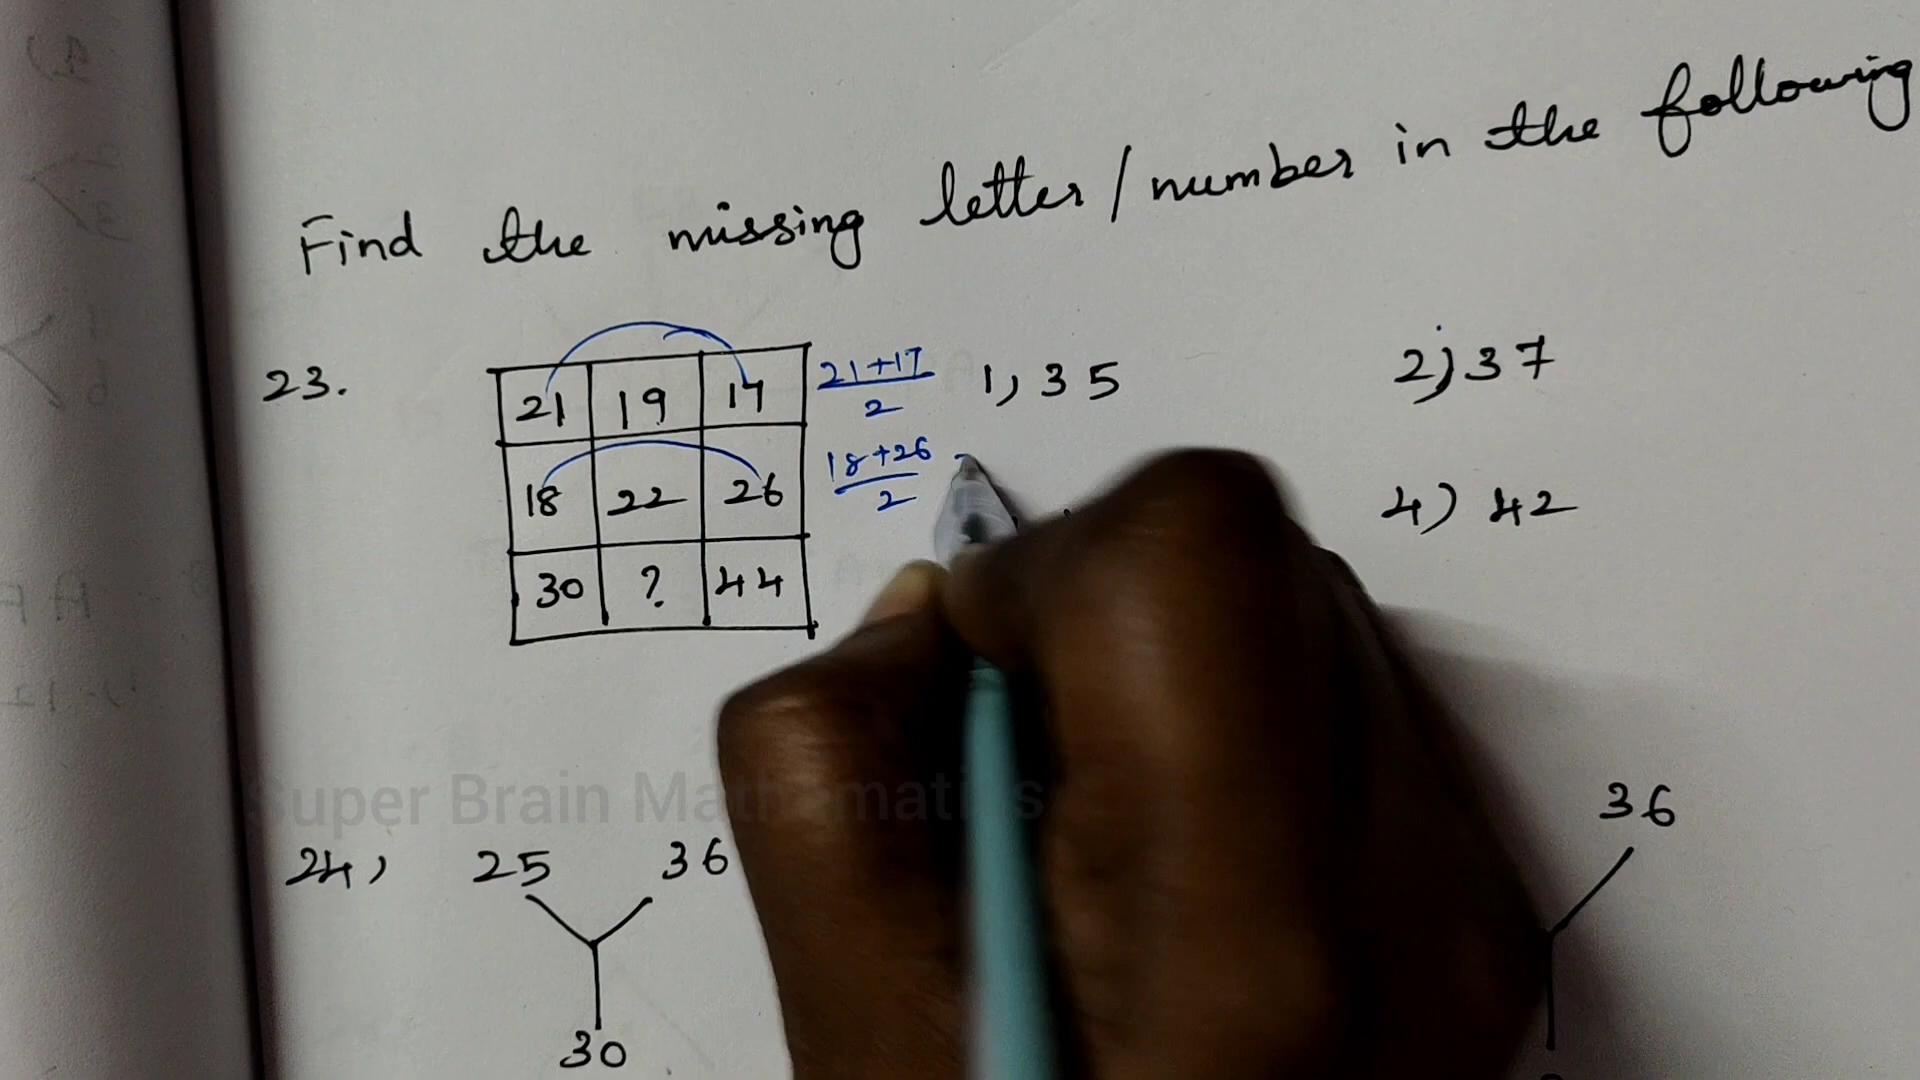 Find the missing letter/number in the following
23.
21 19 17
18 22 26
30 ? 44
21+17
2
18+26
2
1) 35
2) 37
4) 42
Super Brain Mathematics
24)
25 36
30
36